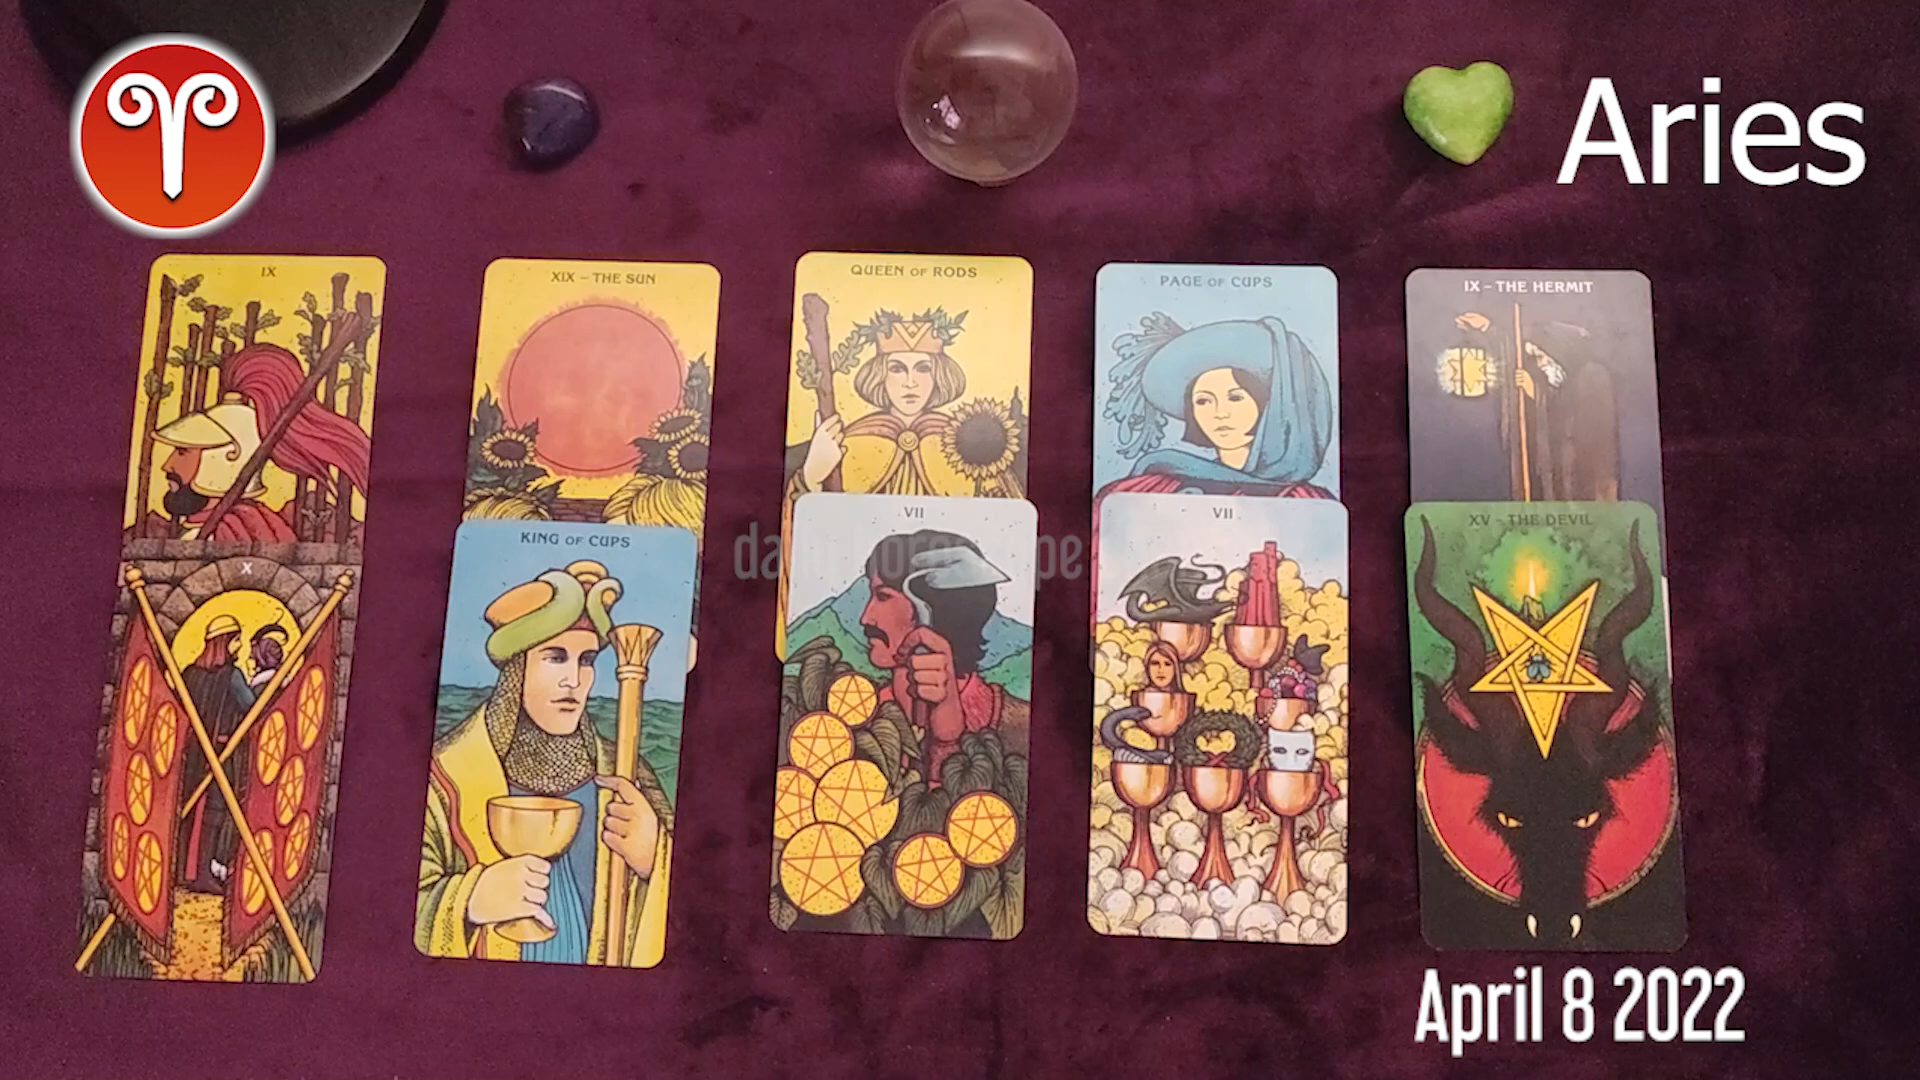 Aries
IX
XIX – THE SUN
QUEEN OF RODS
PAGE OF CUPS
IX – THE HERMIT
X
KING OF CUPS
VII
VII
XV – THE DEVIL
April 8 2022